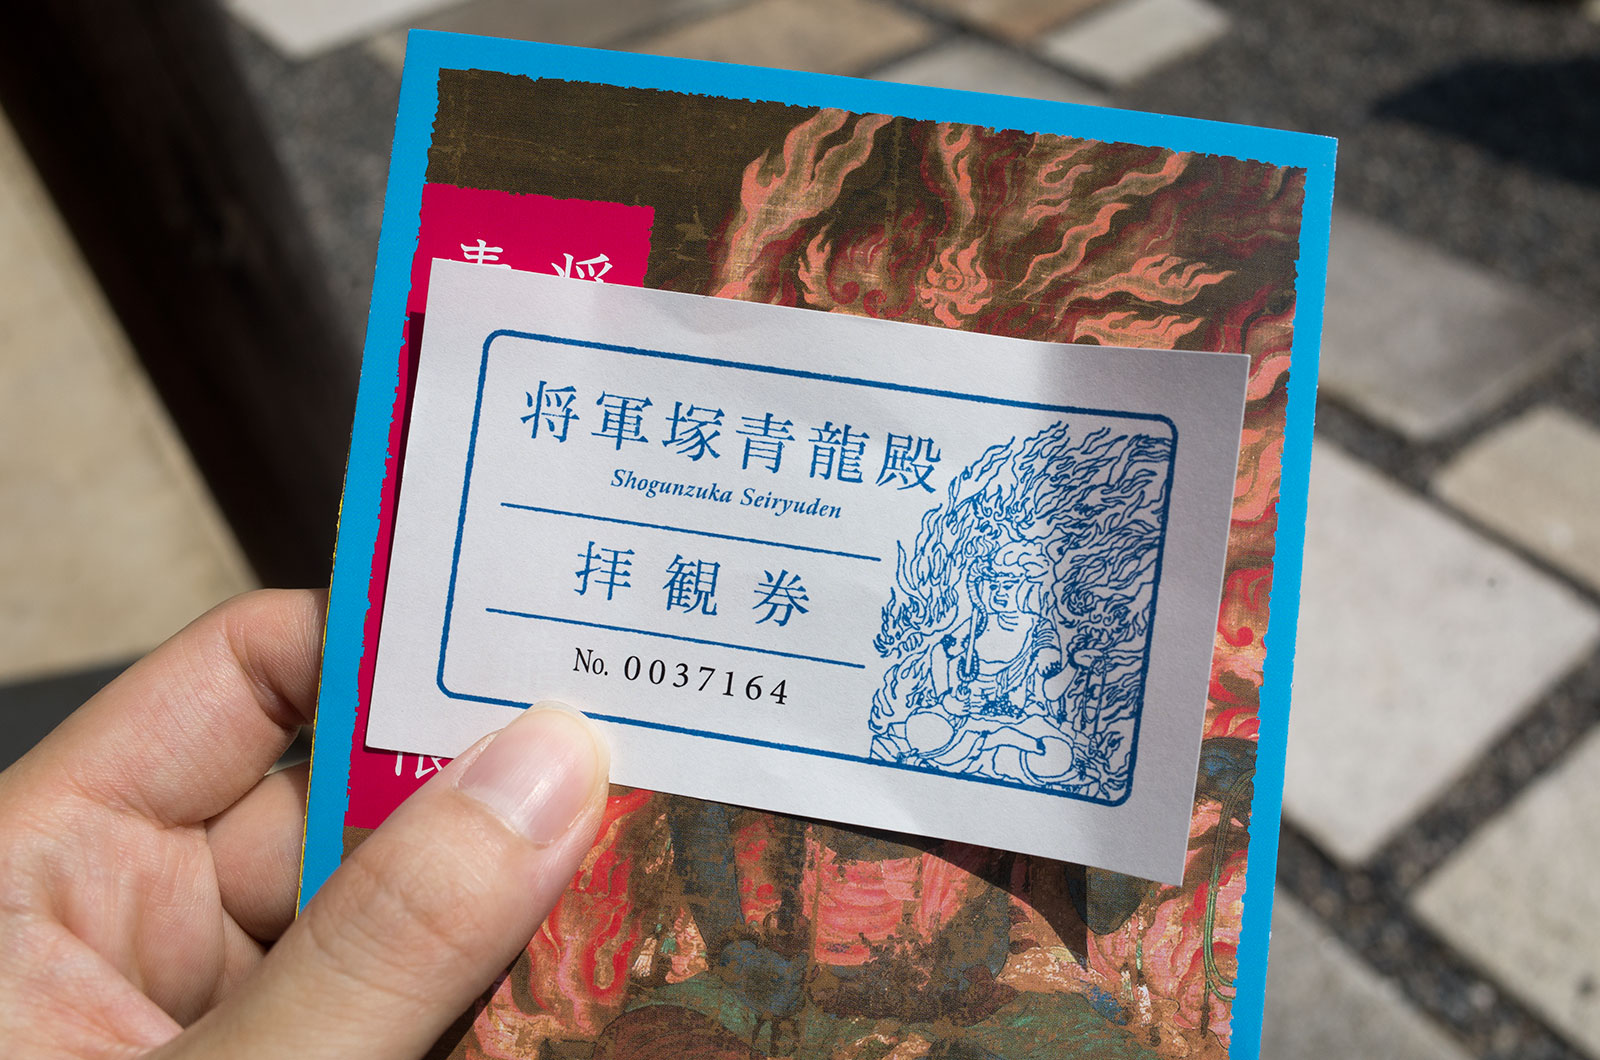 将軍塚青龍殿
Shogunzuka Seiryuden
拝観券
No. 0037164